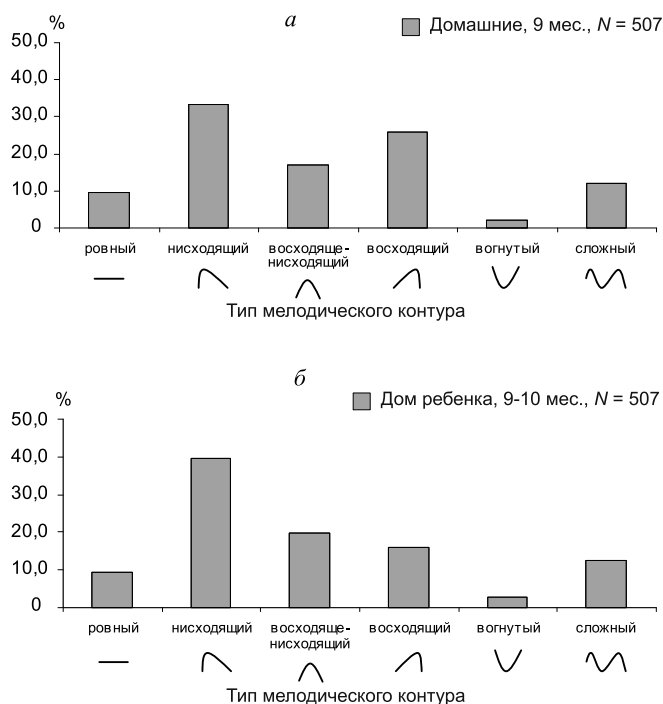 а
% Домашние, 9 мес., N = 507
50,0
40,0
30,0
20,0
10,0
0
ровный нисходящий восходяще-нисходящий восходящий вогнутый сложный
Тип мелодического контура
б
% Дом ребенка, 9-10 мес., N = 507
50,0
40,0
30,0
20,0
10,0
0
ровный нисходящий восходяще-нисходящий восходящий вогнутый сложный
Тип мелодического контура